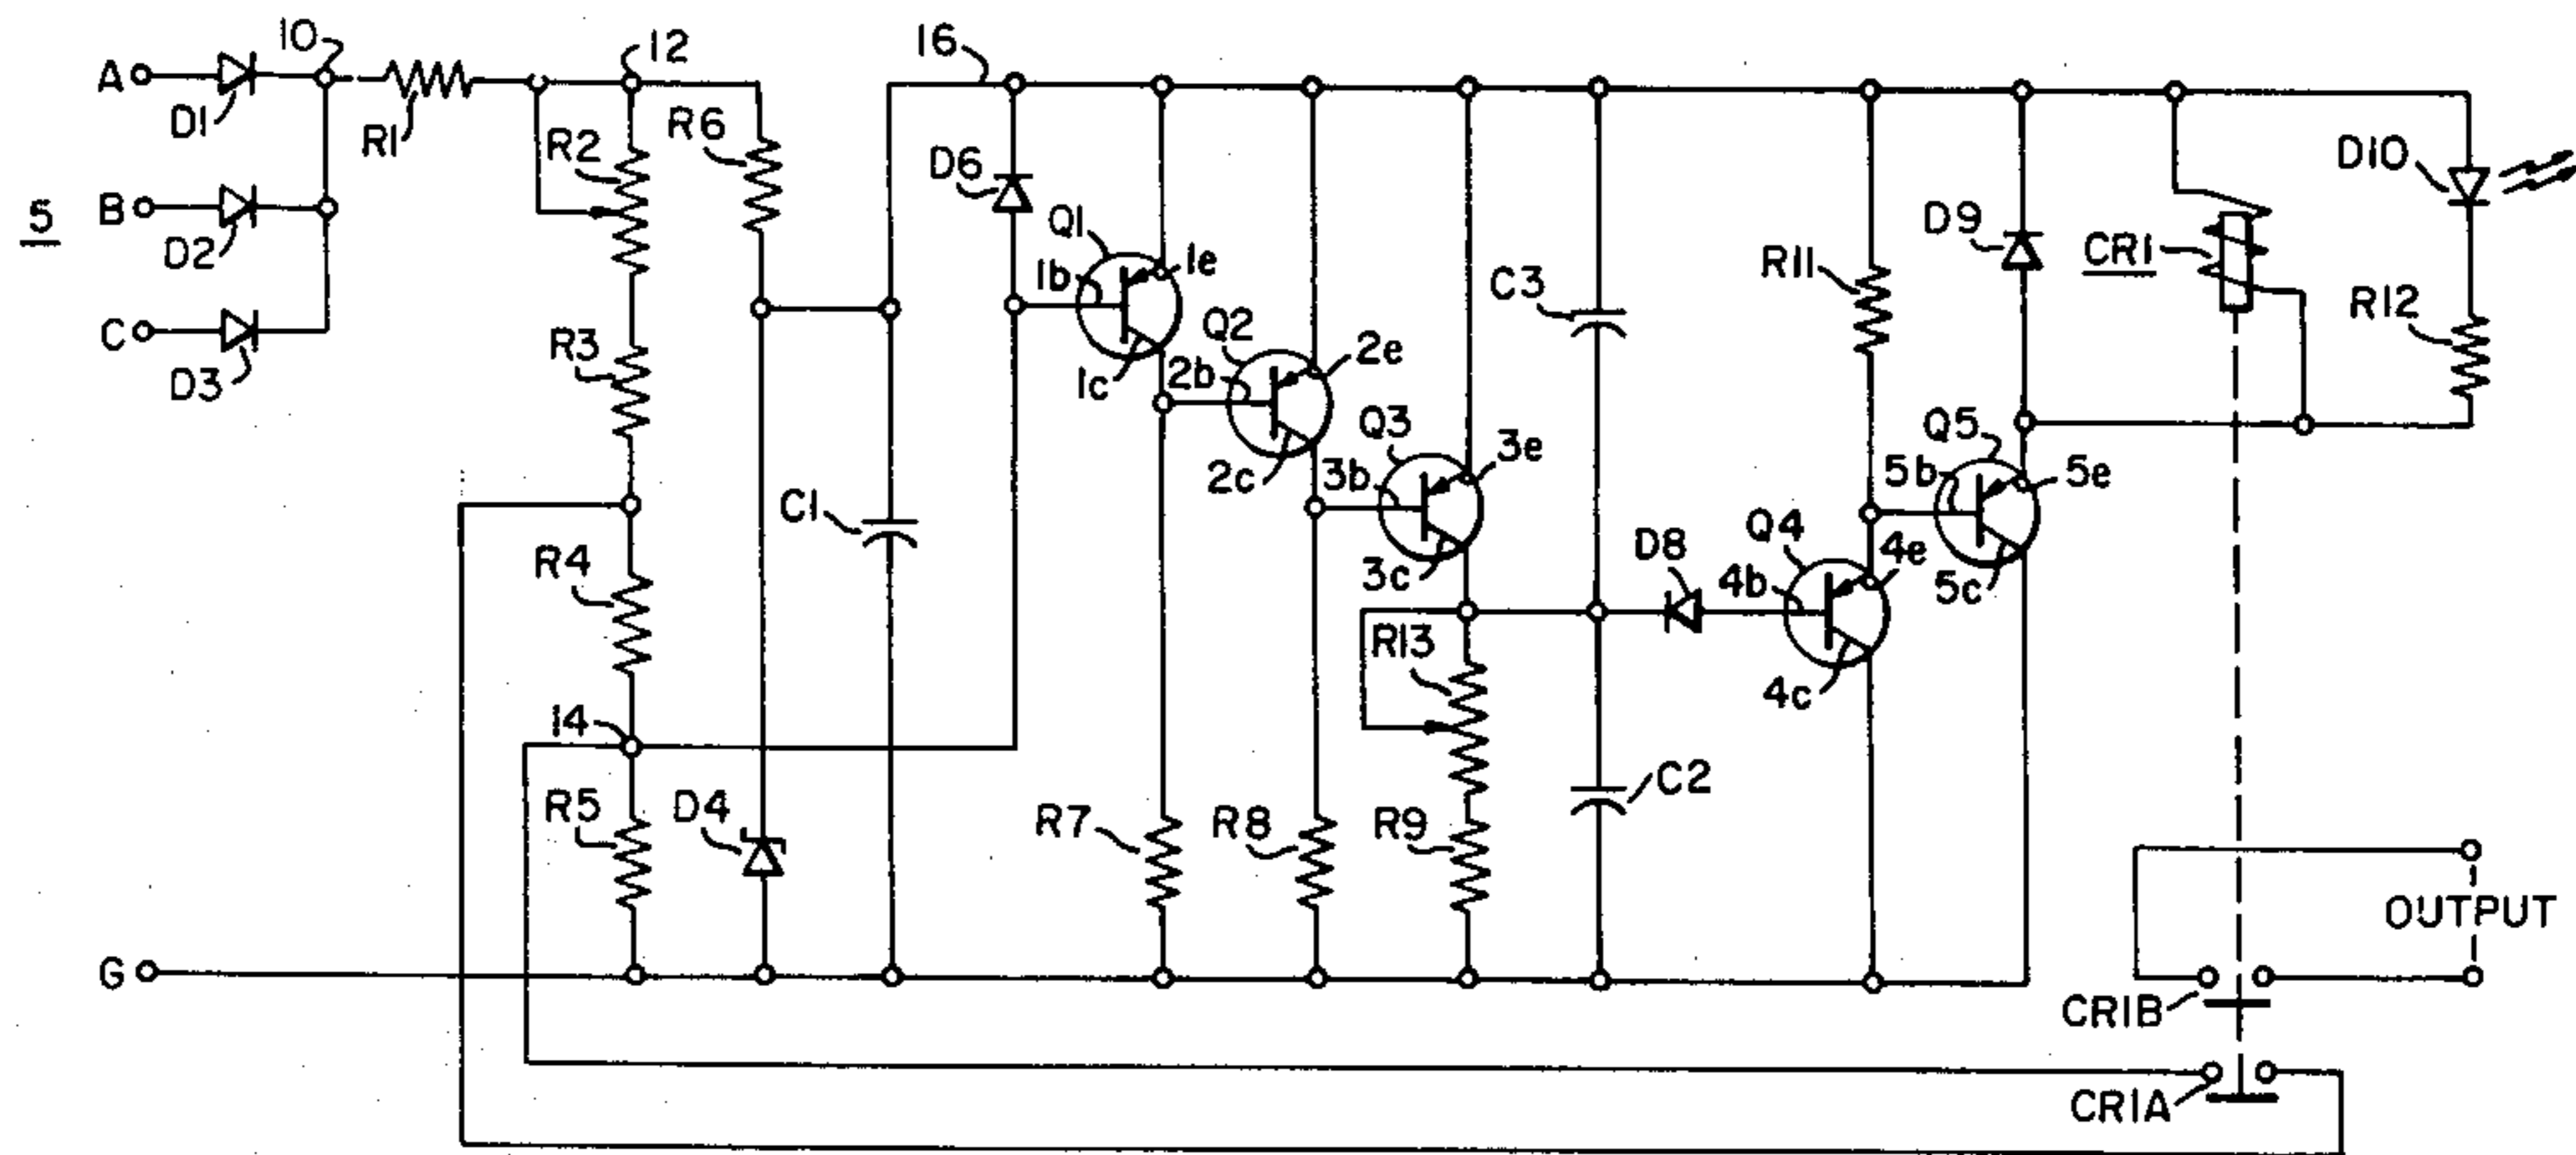 10
12
16
A
D1
R1
R2
R6
D6
Q1
1e
1b
1c
5
B
D2
C
D3
R3
Q2
2e
2b
2c
Q3
3e
3b
3c
C3
R11
D9
CR1
D10
R12
C1
R4
D8
Q4
4e
4b
4c
Q5
5b
5e
5c
14
R13
R5
D4
R7
R8
R9
C2
G
OUTPUT
CR1B
CR1A